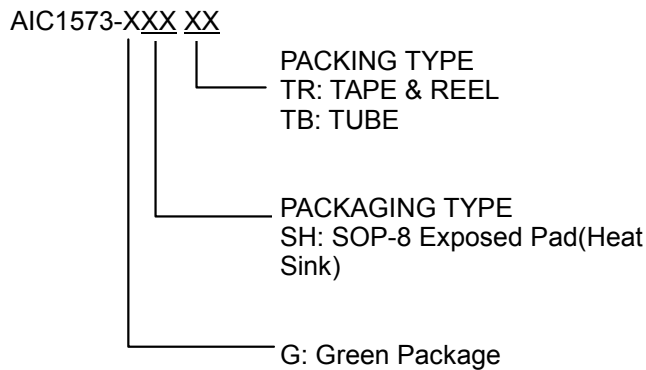 AIC1573-XXX XX
PACKING TYPE
TR: TAPE & REEL
TB: TUBE
PACKAGING TYPE
SH: SOP-8 Exposed Pad(Heat
Sink)
G: Green Package